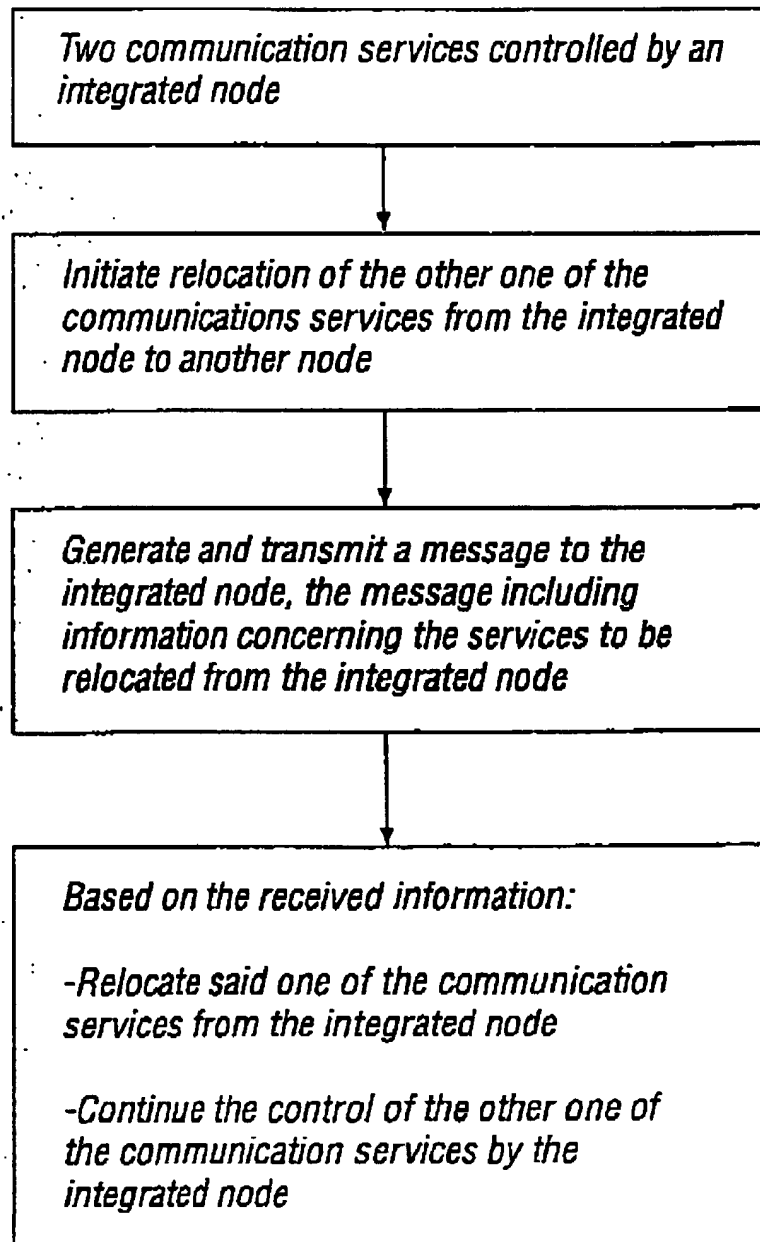 Two communication services controlled by an
integrated node
Initiate relocation of the other one of the
communications services from the integrated
node to another node
Generate and transmit a message to the
integrated node, the message including
information concerning the services to be
relocated from the integrated node
Based on the received information:
-Relocate said one of the communication
services from the integrated node
-Continue the control of the other one of
the communication services by the
integrated node